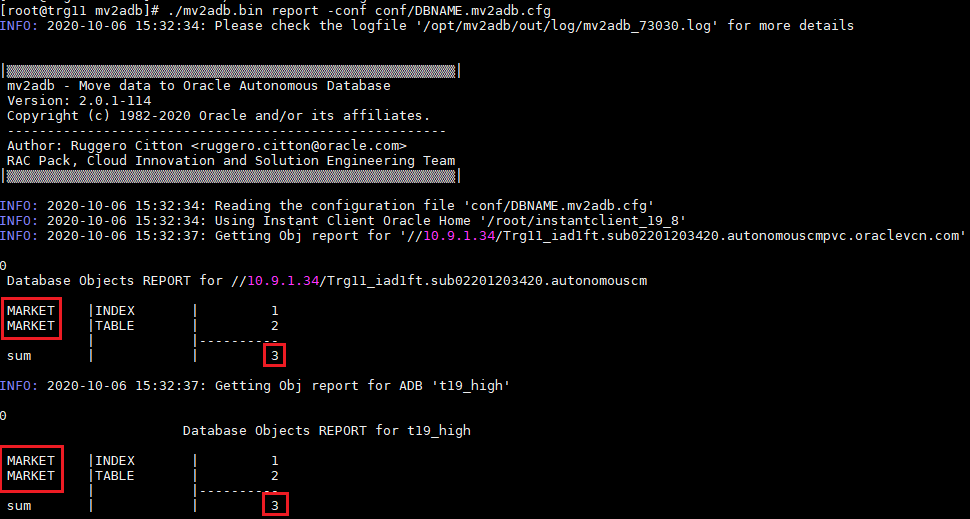 [root@trg11 mv2adb]# ./mv2adb.bin report -conf conf/DBNAME.mv2adb.cfg
INFO: 2020-10-06 15:32:34: Please check the logfile '/opt/mv2adb/out/log/mv2adb_73030.log' for more details
mv2adb - Move data to Oracle Autonomous Database
Version: 2.0.1-114
Copyright (c) 1982-2020 Oracle and/or its affiliates.
-------------------------------------------------------
Author: Ruggero Citton <ruggero.citton@oracle.com>
RAC Pack, Cloud Innovation and Solution Engineering Team
INFO: 2020-10-06 15:32:34: Reading the configuration file 'conf/DBNAME.mv2adb.cfg'
INFO: 2020-10-06 15:32:34: Using Instant Client Oracle Home '/root/instantclient_19_8'
INFO: 2020-10-06 15:32:37: Getting Obj report for '//10.9.1.34/Trg11_iad1ft.sub02201203420.autonomouscmpvc.oraclevcn.com'
0
Database Objects REPORT for //10.9.1.34/Trg11_iad1ft.sub02201203420.autonomouscm
MARKET |INDEX | 1
MARKET |TABLE | 2
| |----------
sum | | 3
INFO: 2020-10-06 15:32:37: Getting Obj report for ADB 't19_high'
0
Database Objects REPORT for t19_high
MARKET |INDEX | 1
MARKET |TABLE | 2
| |----------
sum | | 3